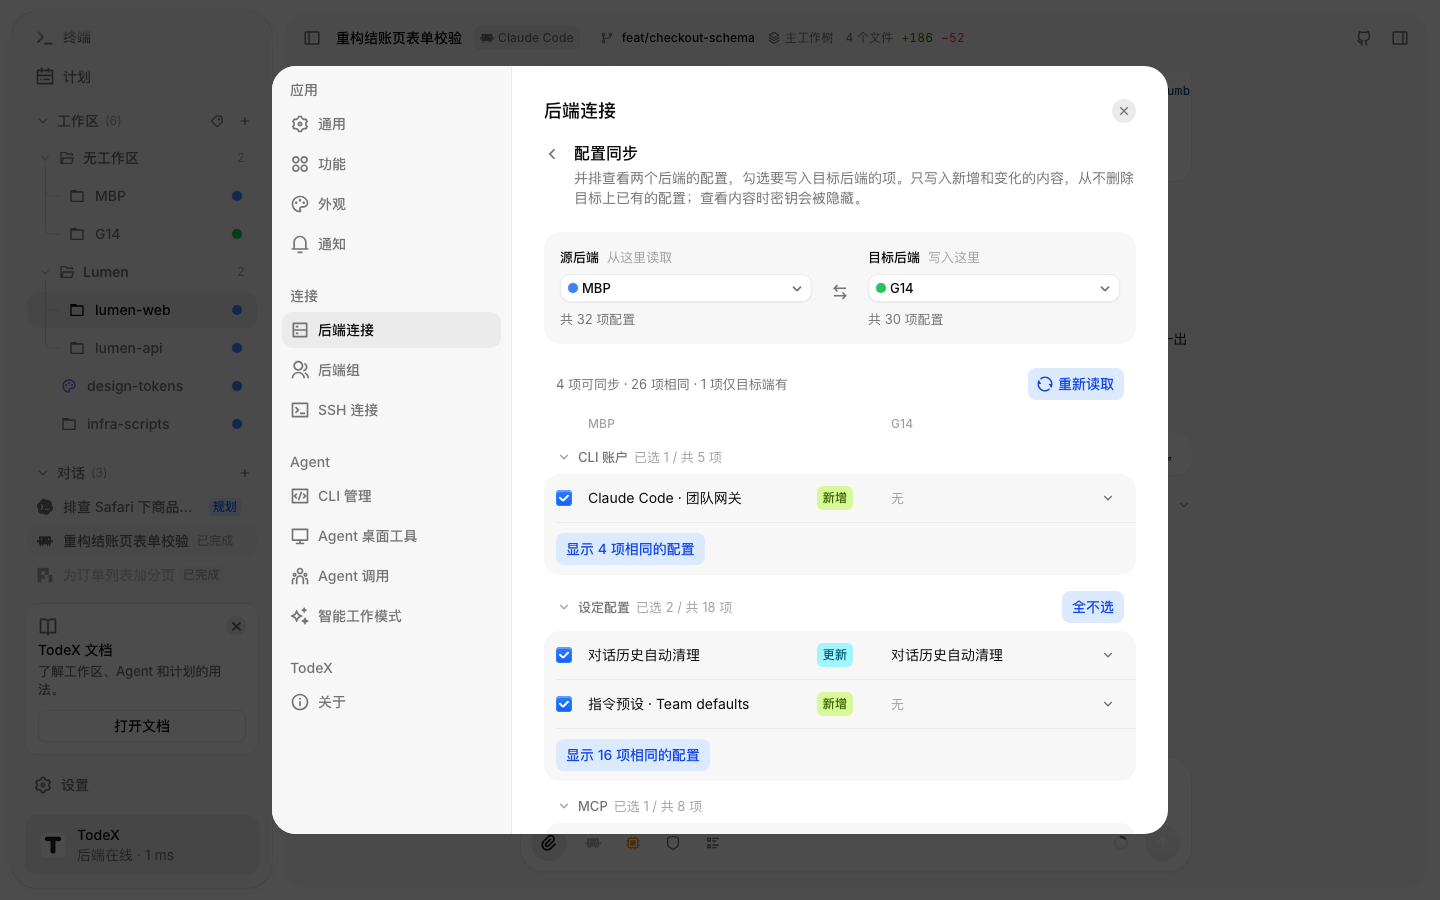 终端
计划
工作区 (6)
无工作区 2
MBP
G14
Lumen 2
lumen-web
lumen-api
design-tokens
infra-scripts
对话 (3)
排查 Safari 下商品... 规划
重构结账页表单校验 已完成
为订单列表加分页 已完成
TodeX 文档
了解工作区、Agent 和计划的用
法。
打开文档
设置
TodeX
后端在线 · 1 ms
重构结账页表单校验 Claude Code feat/checkout-schema 主工作树 4 个文件 +186 −52
umb
出
应用
通用
功能
外观
通知
连接
后端连接
后端组
SSH 连接
Agent
CLI 管理
Agent 桌面工具
Agent 调用
智能工作模式
TodeX
关于
后端连接
配置同步
并排查看两个后端的配置，勾选要写入目标后端的项。只写入新增和变化的内容，从不删除
目标上已有的配置；查看内容时密钥会被隐藏。
源后端 从这里读取
MBP
共 32 项配置
目标后端 写入这里
G14
共 30 项配置
4 项可同步 · 26 项相同 · 1 项仅目标端有
重新读取
MBP G14
CLI 账户 已选 1 / 共 5 项
Claude Code · 团队网关 新增 无
显示 4 项相同的配置
设定配置 已选 2 / 共 18 项 全不选
对话历史自动清理 更新 对话历史自动清理
指令预设 · Team defaults 新增 无
显示 16 项相同的配置
MCP 已选 1 / 共 8 项